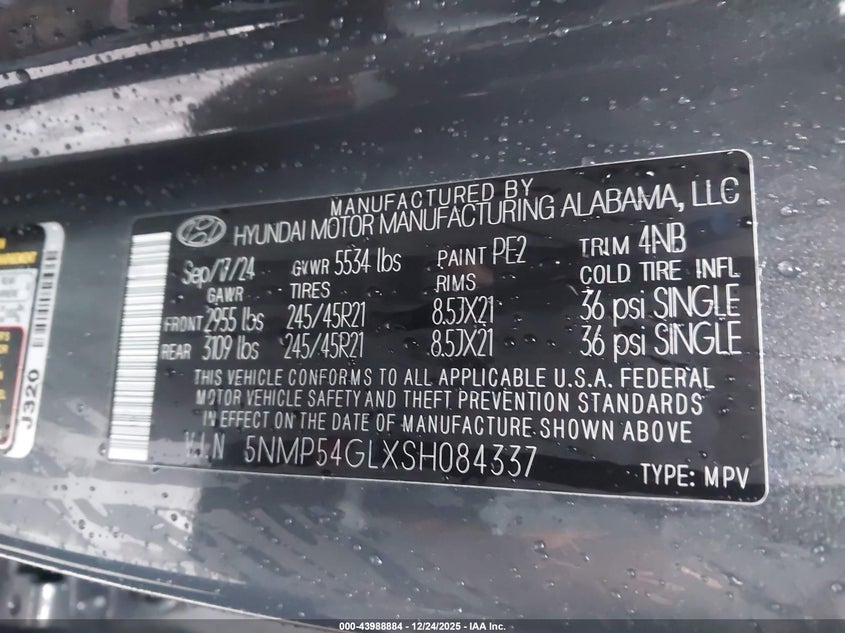 MANUFACTURED BY
HYUNDAI MOTOR MANUFACTURING ALABAMA, LLC
Sep/17/24 GVWR 5534 lbs PAINT PE2 TRIM 4NB
GAWR TIRES RIMS COLD TIRE INFL
FRONT 2955 lbs 245/45R21 8.5JX21 36 psi SINGLE
REAR 3109 lbs 245/45R21 8.5JX21 36 psi SINGLE
THIS VEHICLE CONFORMS TO ALL APPLICABLE U.S.A. FEDERAL
MOTOR VEHICLE SAFETY AND THEFT PREVENTION STANDARDS
IN EFFECT ON THE DATE OF MANUFACTURE SHOWN ABOVE
V.I.N 5NMP54GLXSH084337
TYPE: MPV
J320
000-43988884 - 12/24/2025 - IAA Inc.